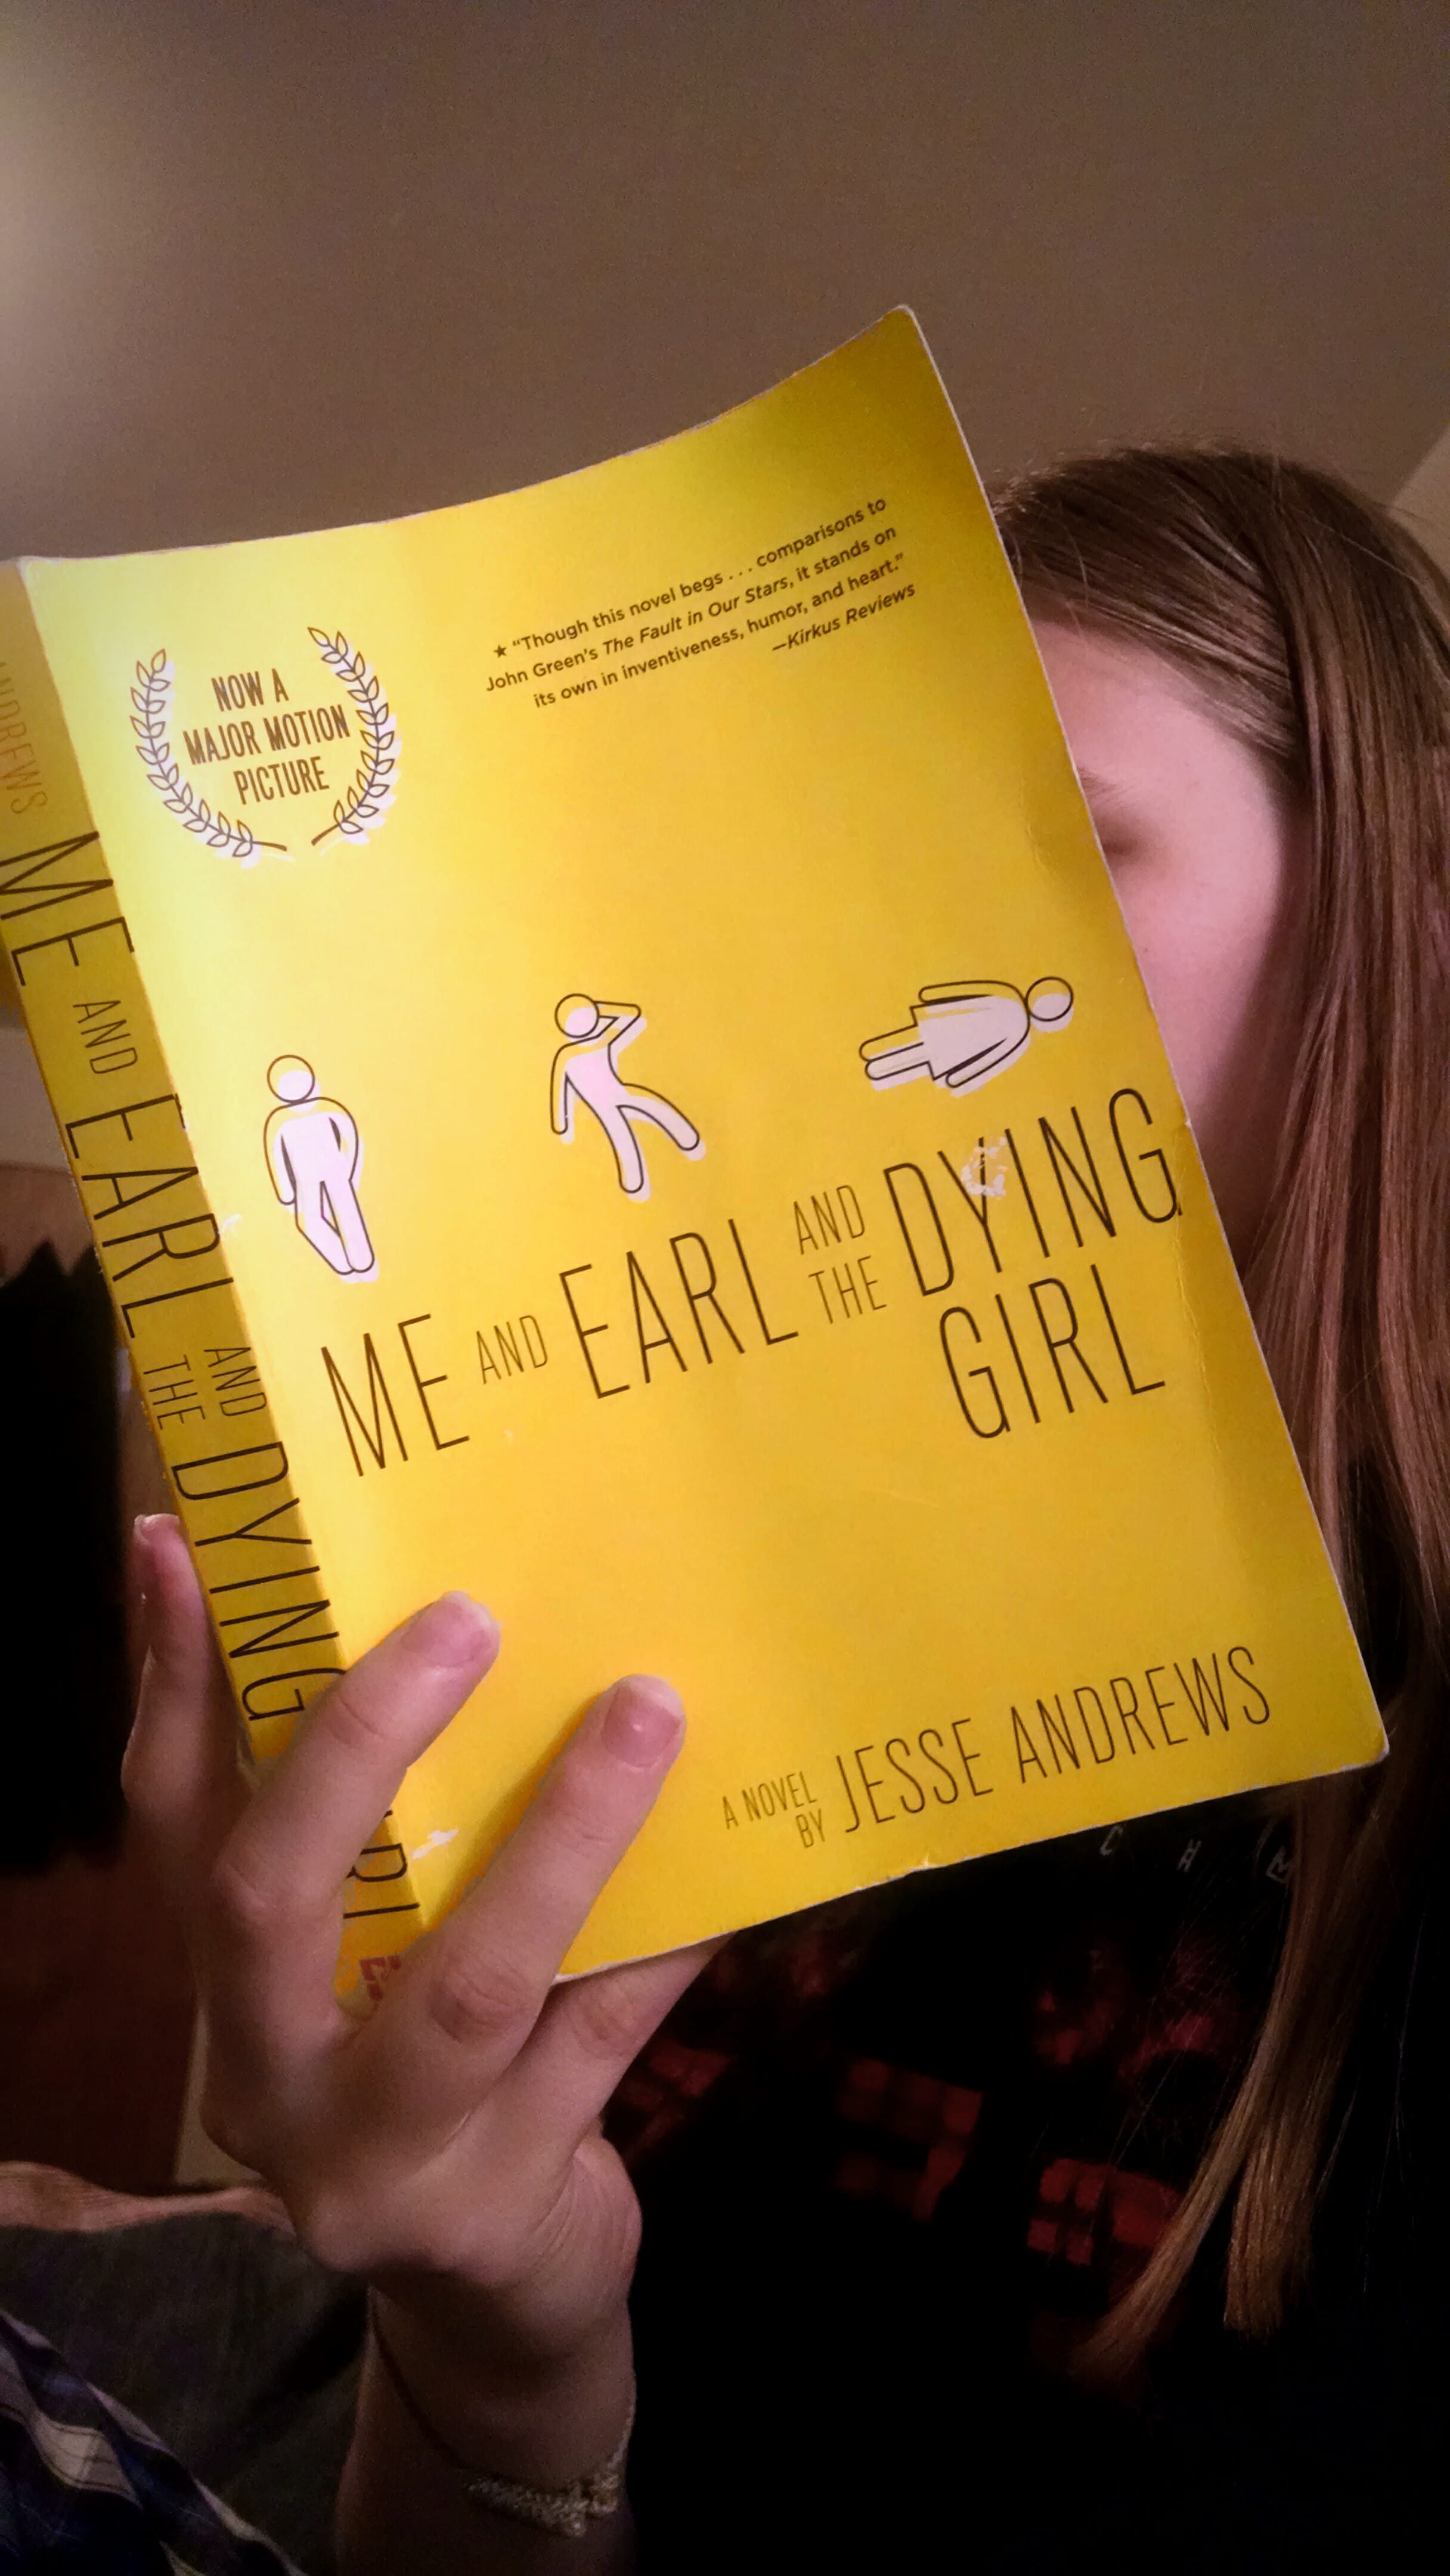 ★ “Though this novel begs . . . comparisons to
John Green’s The Fault in Our Stars, it stands on
its own in inventiveness, humor, and heart.”
—Kirkus Reviews
NOW A
MAJOR MOTION
PICTURE
ME AND EARL AND THE DYING
GIRL
A NOVEL
BY JESSE ANDREWS
ANDREWS ME AND EARL AND THE DYING